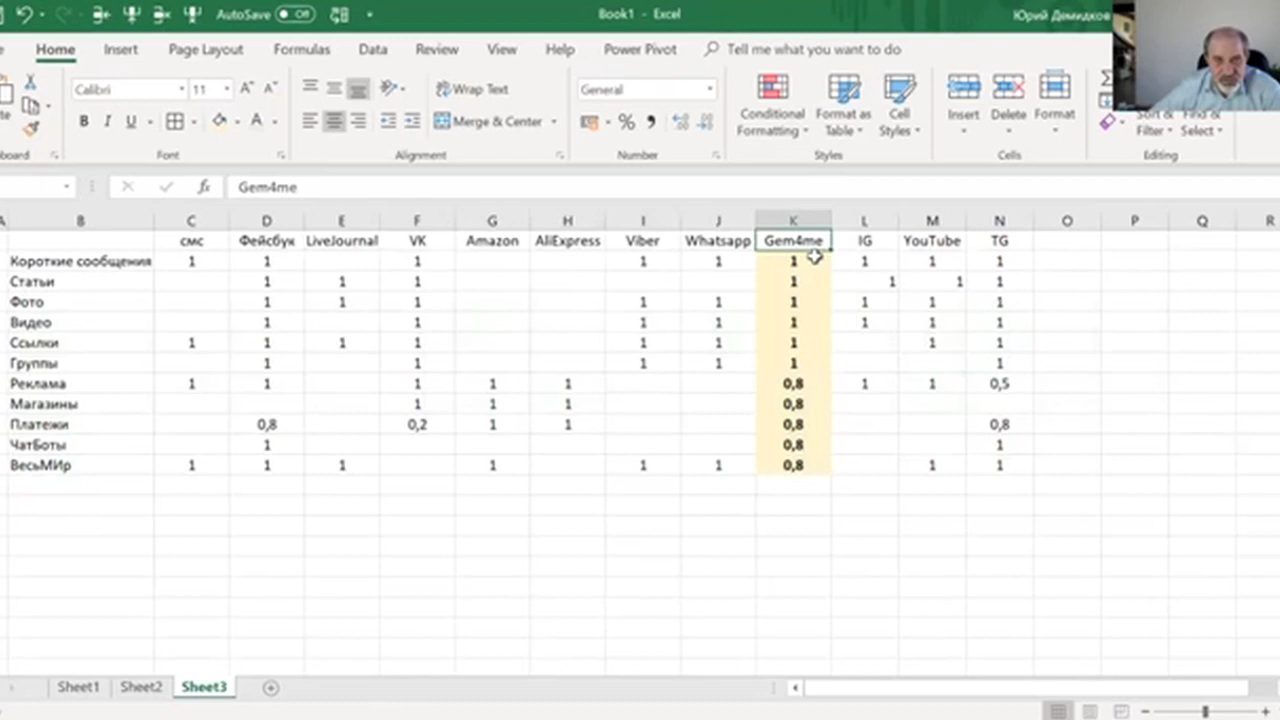 AutoSave Off Book1 - Excel Юрий Демидков
Home Insert Page Layout Formulas Data Review View Help Power Pivot Tell me what you want to do
Calibri 11 Wrap Text General
B I U Merge & Center % Conditional Formatting Format as Table Cell Styles Insert Delete Format Sort & Filter Find & Select
Font Alignment Number Styles Cells Editing
fx Gem4me
B C D E F G H I J K L M N O P Q R
смс Фейсбук LiveJournal VK Amazon AliExpress Viber Whatsapp Gem4me IG YouTube TG
Короткие сообщения 1 1 1 1 1 1 1 1 1
Статьи 1 1 1 1 1 1 1
Фото 1 1 1 1 1 1 1 1 1
Видео 1 1 1 1 1 1 1 1
Ссылки 1 1 1 1 1 1 1 1 1
Группы 1 1 1 1 1 1
Реклама 1 1 1 1 1 0,8 1 1 0,5
Магазины 1 1 1 0,8
Платежи 0,8 0,2 1 1 0,8 0,8
ЧатБоты 1 0,8 1
ВесьМИр 1 1 1 1 1 1 0,8 1 1
Sheet1 Sheet2 Sheet3